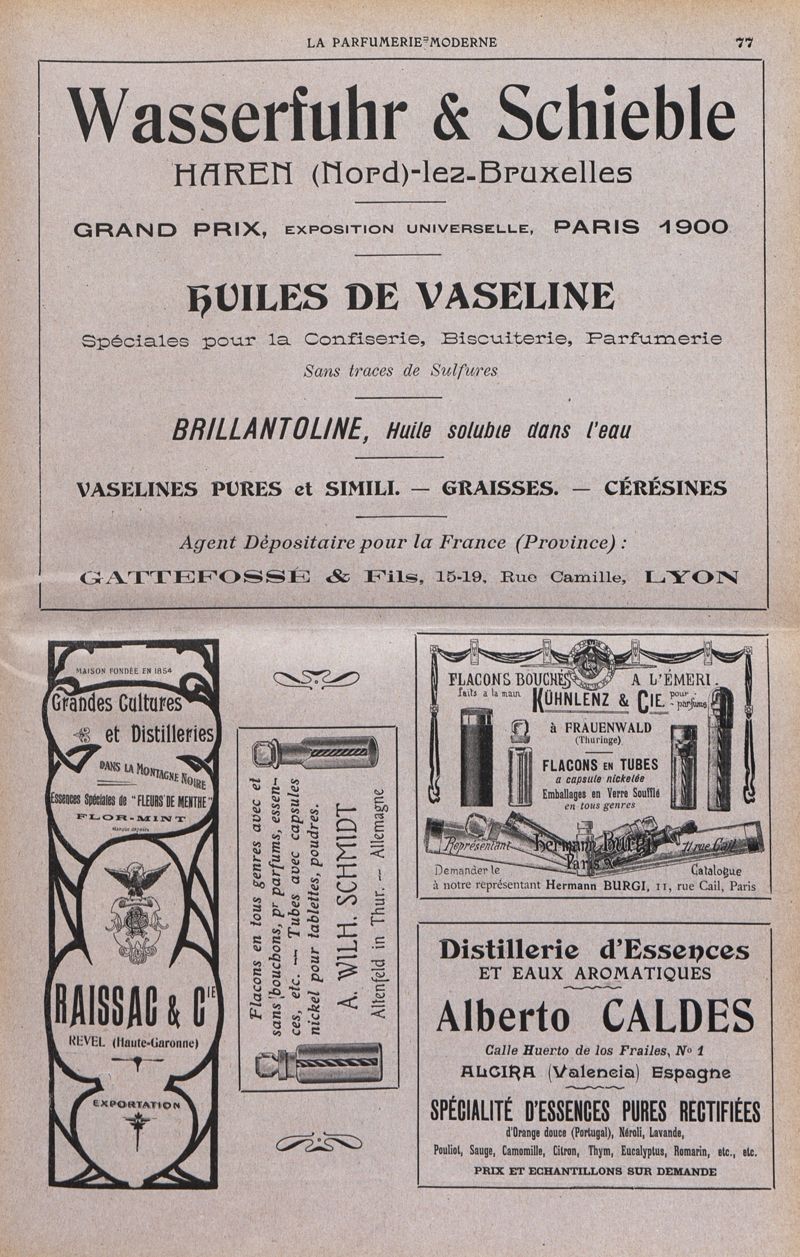 LA PARFUMERIE MODERNE
77
Wasserfuhr & Schieble
HAREN (Nord)-lez-Bruxelles
GRAND PRIX, EXPOSITION UNIVERSELLE, PARIS 1900
HUILES DE VASELINE
Spéciales pour la Confiserie, Biscuiterie, Parfumerie
Sans traces de Sulfures
BRILLANTOLINE, Huile soluble dans l'eau
VASELINES PURES et SIMILI. — GRAISSES. — CÉRÉSINES
Agent Dépositaire pour la France (Province) :
GATTEFOSSÉ & Fils, 15-19, Rue Camille, LYON
MAISON FONDÉE EN 1854
Grandes Cultures
et Distilleries
DANS LA MONTAGNE NOIRE
Essences Spéciales de "FLEURS DE MENTHE"
FLOR-MINT
Marque déposée
RAISSAC & CIE
REVEL (Haute-Garonne)
EXPORTATION
Flacons en tous genres avec et
sans bouchons, pr parfums, essen-
ces, etc. — Tubes avec capsules
nickel pour tablettes, poudres.
A. WILH. SCHMIDT
Altenfeld in Thur. — Allemagne
FLACONS BOUCHÉS A L'ÉMERI.
faits a la main KÜHNLENZ & CIE. pour parfums
à FRAUENWALD
(Thuringe)
FLACONS EN TUBES
a capsule nickelée
Emballages en Verre Soufflé
en tous genres
Représentant Hermann Burgi 11 rue Cail
Paris
Demander le Catalogue
à notre représentant Hermann BURGI, 11, rue Cail, Paris
Distillerie d'Essences
ET EAUX AROMATIQUES
Alberto CALDES
Calle Huerto de los Frailes, No 1
ALCIRA (Valencia) Espagne
SPÉCIALITÉ D'ESSENCES PURES RECTIFIÉES
d'Orange douce (Portugal), Néroli, Lavande,
Pouliot, Sauge, Camomille, Citron, Thym, Eucalyptus, Romarin, etc., etc.
PRIX ET ECHANTILLONS SUR DEMANDE